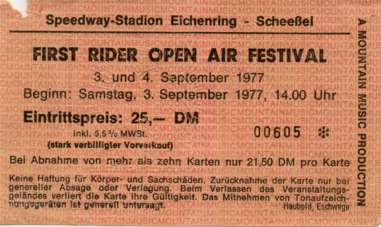 Speedway-Stadion Eichenring - Scheeßel
FIRST RIDER OPEN AIR FESTIVAL
3. und 4. September 1977
Beginn: Samstag, 3. September 1977, 14.00 Uhr
Eintrittspreis: 25,— DM
inkl. 5,5 % MWSt.
(stark verbilligter Vorverkauf)
00605 ✻
Bei Abnahme von mehr als zehn Karten nur 21,50 DM pro Karte
Keine Haftung für Körper- und Sachschäden. Zurücknahme der Karte nur bei
genereller Absage oder Verlegung. Beim Verlassen des Veranstaltungs-
geländes verliert die Karte ihre Gültigkeit. Das Mitnehmen von Tonaufzeich-
nungsgeräten ist generell untersagt.
Haubold, Eschwege
A MOUNTAIN MUSIC PRODUCTION